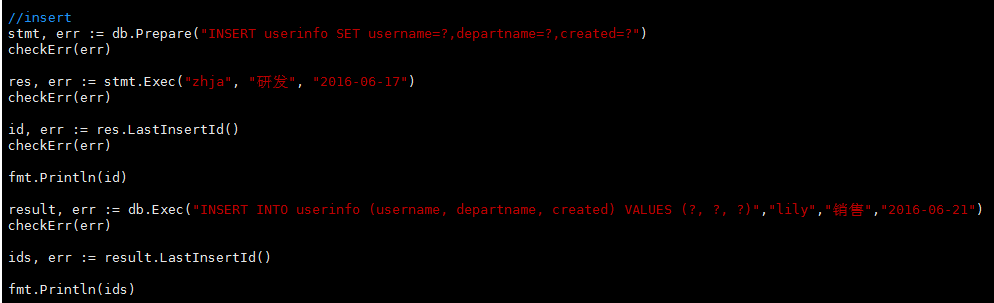 //insert
stmt, err := db.Prepare("INSERT userinfo SET username=?,departname=?,created=?")
checkErr(err)
res, err := stmt.Exec("zhja", "研发", "2016-06-17")
checkErr(err)
id, err := res.LastInsertId()
checkErr(err)
fmt.Println(id)
result, err := db.Exec("INSERT INTO userinfo (username, departname, created) VALUES (?, ?, ?)","lily","销售","2016-06-21")
checkErr(err)
ids, err := result.LastInsertId()
fmt.Println(ids)